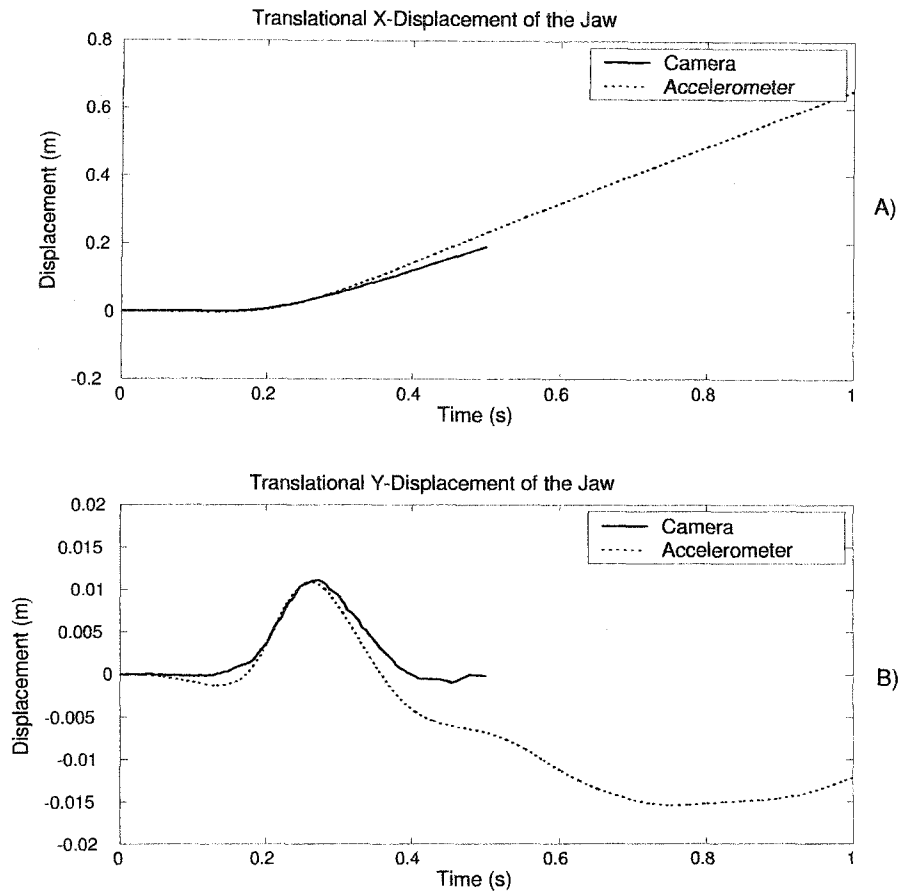 Translational X-Displacement of the Jaw
0.8
0.6
0.4
0.2
0
-0.2
Displacement (m)
Camera
Accelerometer
0
0.2
0.4
0.6
0.8
1
Time (s)
A)
Translational Y-Displacement of the Jaw
0.02
0.015
0.01
0.005
0
-0.005
-0.01
-0.015
-0.02
Displacement (m)
Camera
Accelerometer
0
0.2
0.4
0.6
0.8
1
Time (s)
B)